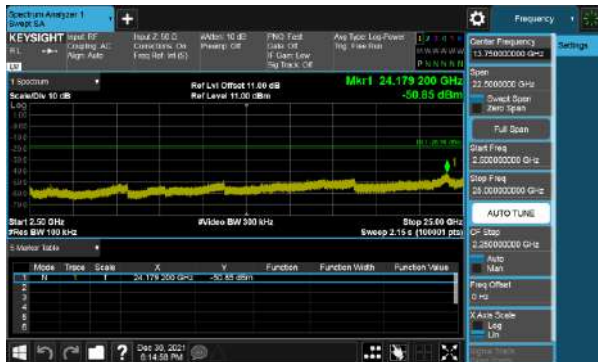 Spectrum Analyzer 1
Swept SA
Frequency
KEYSIGHT Input: RF
Coupling: AC
Align: Auto
Input Z: 50 Ω
Corrections: On
Freq Ref: Int (S)
#Atten: 10 dB
Preamp: Off
PNO: Fast
Gate: Off
IF Gain: Low
Sig Track: Off
Avg Type: Log-Power
Trig: Free Run
1 Spectrum
Scale/Div 10 dB
Ref Lvl Offset 11.00 dB
Ref Level 11.00 dBm
Mkr1 24.179 200 GHz
-50.85 dBm
Log
1
Start 2.50 GHz
#Res BW 100 kHz
#Video BW 300 kHz
Stop 25.00 GHz
Sweep 2.15 s (100001 pts)
5 Marker Table
Mode Trace Scale X Y Function Function Width Function Value
1 N 1 f 24.179 200 GHz -50.85 dBm
2
3
4
5
6
Dec 30, 2021
6:14:58 PM
Center Frequency
13.750000000 GHz
Settings
Span
22.5000000 GHz
Swept Span
Zero Span
Full Span
Start Freq
2.500000000 GHz
Stop Freq
25.000000000 GHz
AUTO TUNE
CF Step
2.250000000 GHz
Auto
Man
Freq Offset
0 Hz
X Axis Scale
Log
Lin